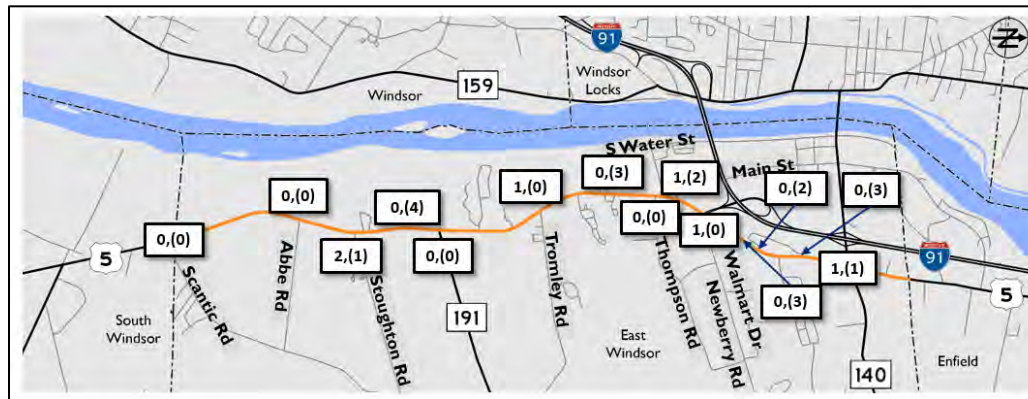 INTERSTATE
91
Z
Windsor
Locks
Windsor
159
S Water St
Main St
0,(3)
1,(2)
0,(2)
0,(3)
1,(0)
0,(0)
0,(4)
0,(0)
1,(0)
0,(0)
5
Scantic Rd
Abbe Rd
2,(1)
Stoughton Rd
0,(0)
191
Tromley Rd
Thompson Rd
Walmart Dr
Newberry Rd
0,(3)
1,(1)
INTERSTATE
91
5
South
Windsor
East
Windsor
140
Enfield